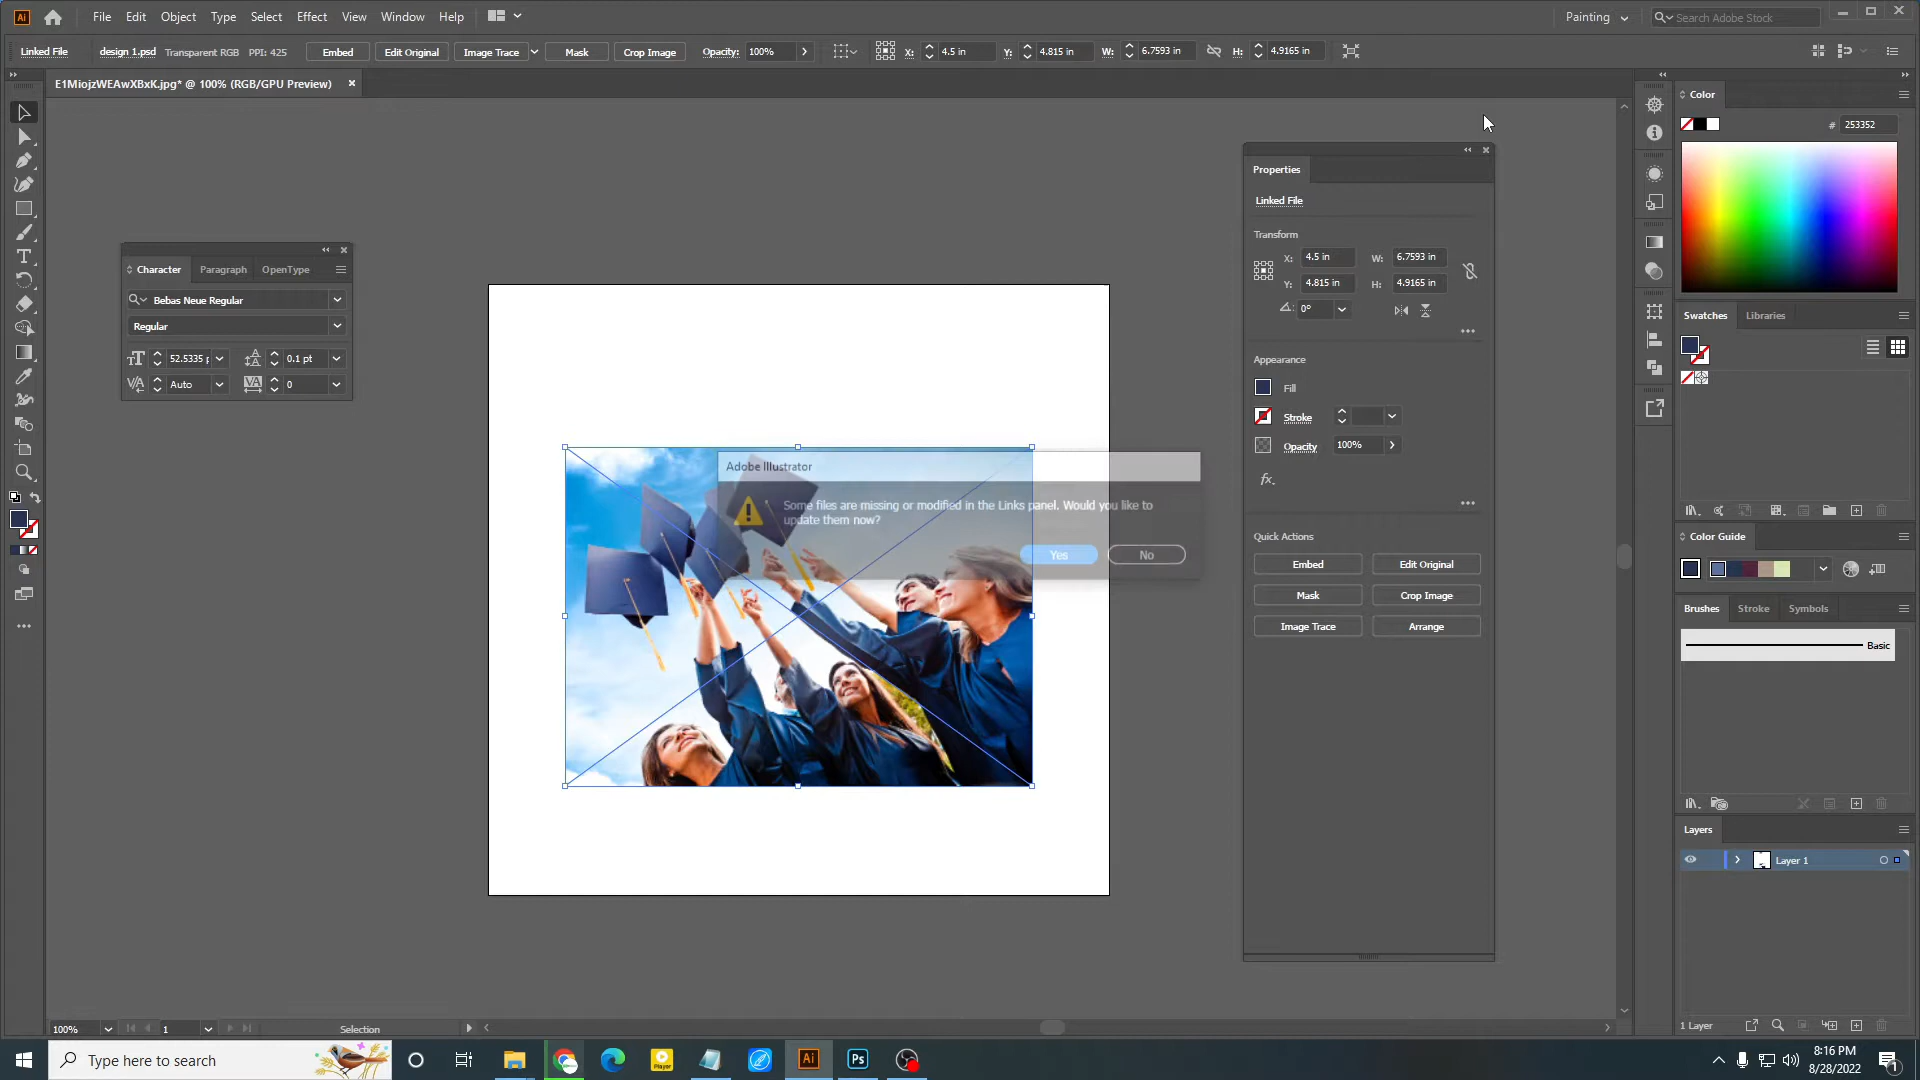 Ai File Edit Object Type Select Effect View Window Help Painting Search Adobe Stock
Linked File design 1.psd Transparent RGB PPI: 425 Embed Edit Original Image Trace Mask Crop Image Opacity: 100% X: 4.5 in Y: 4.815 in W: 6.7593 in H: 4.9165 in
E1MiojzWEAwXBxK.jpg* @ 100% (RGB/GPU Preview)
Color
# 253352
Properties
Linked File
Transform
X: 4.5 in W: 6.7593 in
Y: 4.815 in H: 4.9165 in
0°
Character Paragraph OpenType
Bebas Neue Regular
Regular
52.5335 p 0.1 pt
Auto 0
Swatches Libraries
Appearance
Fill
Stroke
Opacity 100%
fx.
Adobe Illustrator
Some files are missing or modified in the Links panel. Would you like to
update them now?
Yes No
Quick Actions
Embed Edit Original
Mask Crop Image
Image Trace Arrange
Color Guide
Brushes Stroke Symbols
Basic
Layers
Layer 1
1 Layer
100% 1 Selection
Type here to search
Player
Ai Ps
8:16 PM
8/28/2022
1